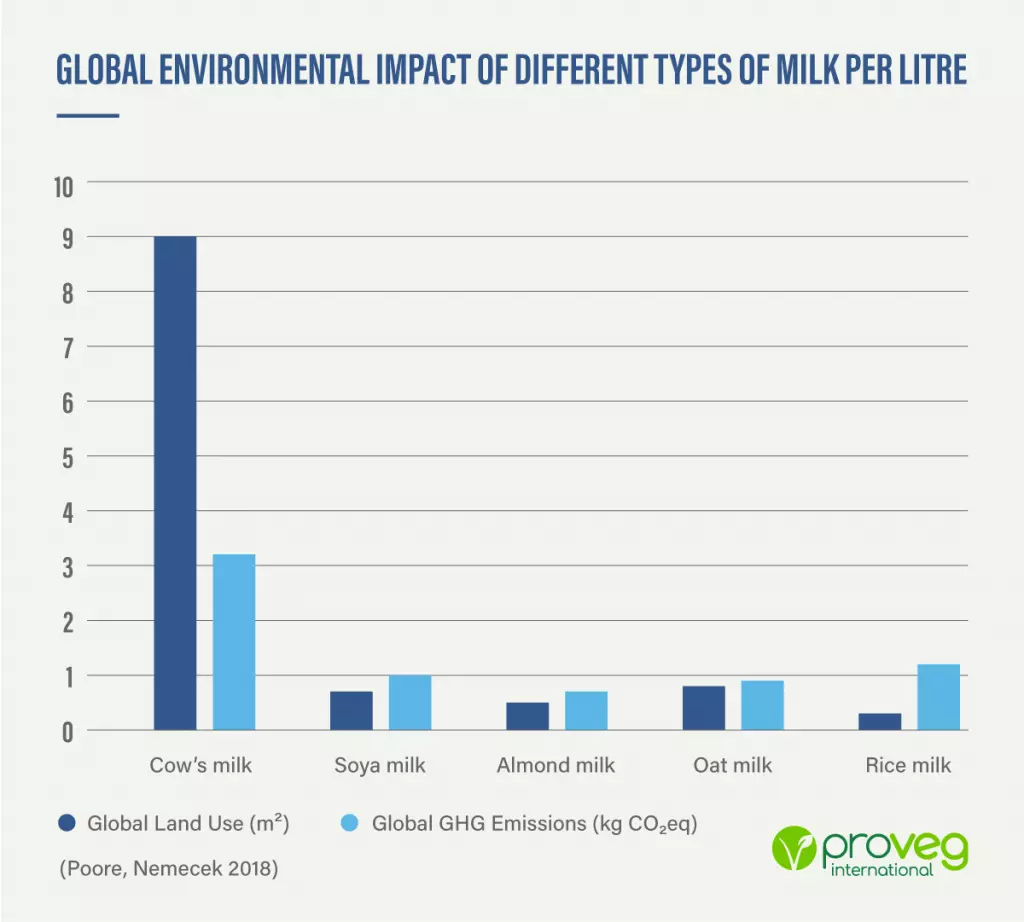 GLOBAL ENVIRONMENTAL IMPACT OF DIFFERENT TYPES OF MILK PER LITRE
10
9
8
7
6
5
4
3
2
1
0
Cow's milk Soya milk Almond milk Oat milk Rice milk
Global Land Use (m²) Global GHG Emissions (kg CO₂eq)
(Poore, Nemecek 2018)
proveg
international